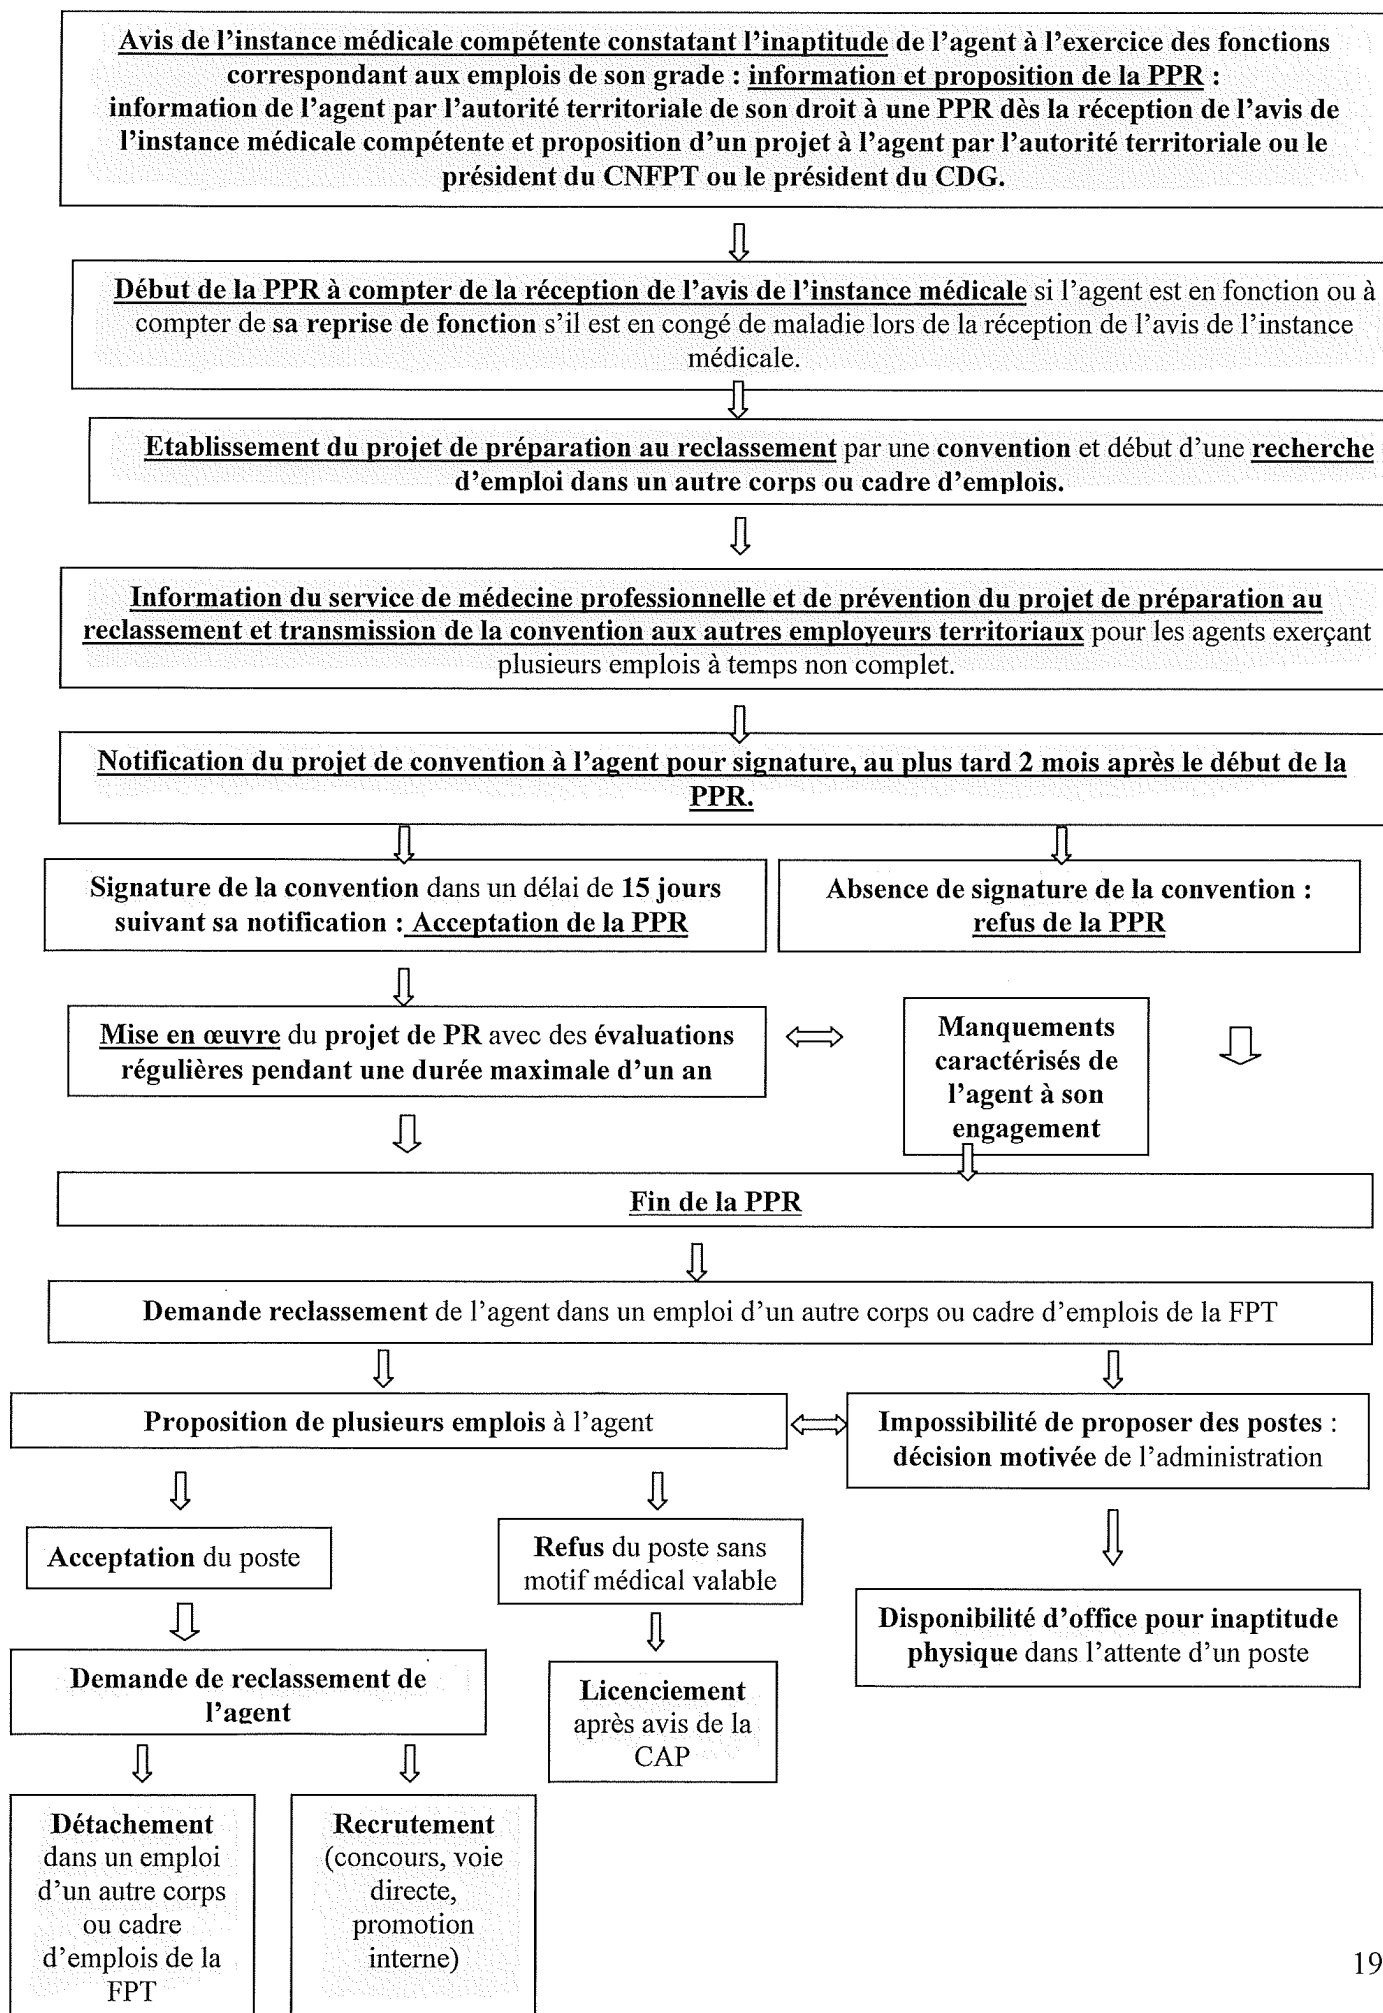 Avis de l'instance médicale compétente constatant l'inaptitude de l'agent à l'exercice des fonctions
correspondant aux emplois de son grade : information et proposition de la PPR :
information de l'agent par l'autorité territoriale de son droit à une PPR dès la réception de l'avis de
l'instance médicale compétente et proposition d'un projet à l'agent par l'autorité territoriale ou le
président du CNFPT ou le président du CDG.
Début de la PPR à compter de la réception de l'avis de l'instance médicale si l'agent est en fonction ou à
compter de sa reprise de fonction s'il est en congé de maladie lors de la réception de l'avis de l'instance
médicale.
Etablissement du projet de préparation au reclassement par une convention et début d'une recherche
d'emploi dans un autre corps ou cadre d'emplois.
Information du service de médecine professionnelle et de prévention du projet de préparation au
reclassement et transmission de la convention aux autres employeurs territoriaux pour les agents exerçant
plusieurs emplois à temps non complet.
Notification du projet de convention à l'agent pour signature, au plus tard 2 mois après le début de la
PPR.
Signature de la convention dans un délai de 15 jours
suivant sa notification : Acceptation de la PPR
Absence de signature de la convention :
refus de la PPR
Mise en œuvre du projet de PR avec des évaluations
régulières pendant une durée maximale d'un an
Manquements
caractérisés de
l'agent à son
engagement
Fin de la PPR
Demande reclassement de l'agent dans un emploi d'un autre corps ou cadre d'emplois de la FPT
Proposition de plusieurs emplois à l'agent
Impossibilité de proposer des postes :
décision motivée de l'administration
Acceptation du poste
Refus du poste sans
motif médical valable
Disponibilité d'office pour inaptitude
physique dans l'attente d'un poste
Demande de reclassement de
l'agent
Licenciement
après avis de la
CAP
Détachement
dans un emploi
d'un autre corps
ou cadre
d'emplois de la
FPT
Recrutement
(concours, voie
directe,
promotion
interne)
19